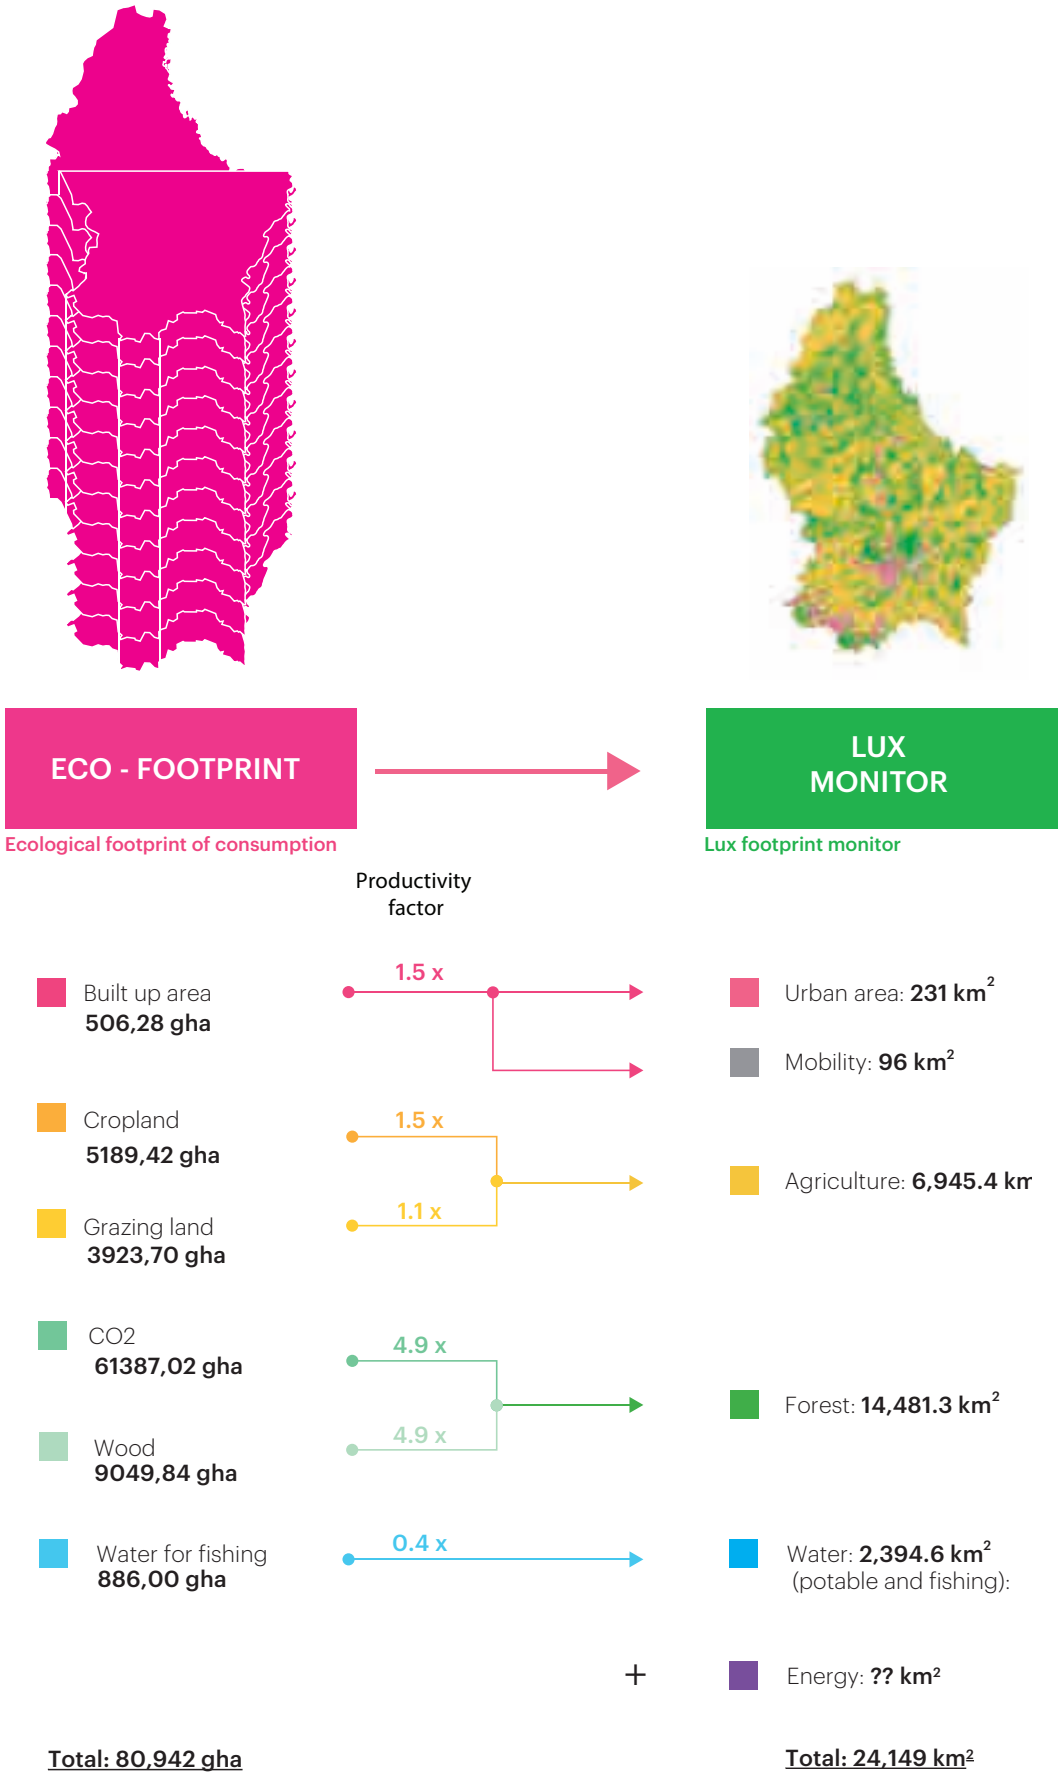 ECO - FOOTPRINT
LUX
MONITOR
Ecological footprint of consumption
Lux footprint monitor
Productivity
factor
Built up area
506,28 gha
1.5 x
Urban area: 231 km²
Mobility: 96 km²
Cropland
5189,42 gha
1.5 x
Agriculture: 6,945.4 km
Grazing land
3923,70 gha
1.1 x
CO2
61387,02 gha
4.9 x
Forest: 14,481.3 km²
Wood
9049,84 gha
4.9 x
Water for fishing
886,00 gha
0.4 x
Water: 2,394.6 km²
(potable and fishing):
+
Energy: ?? km²
Total: 80,942 gha
Total: 24,149 km²